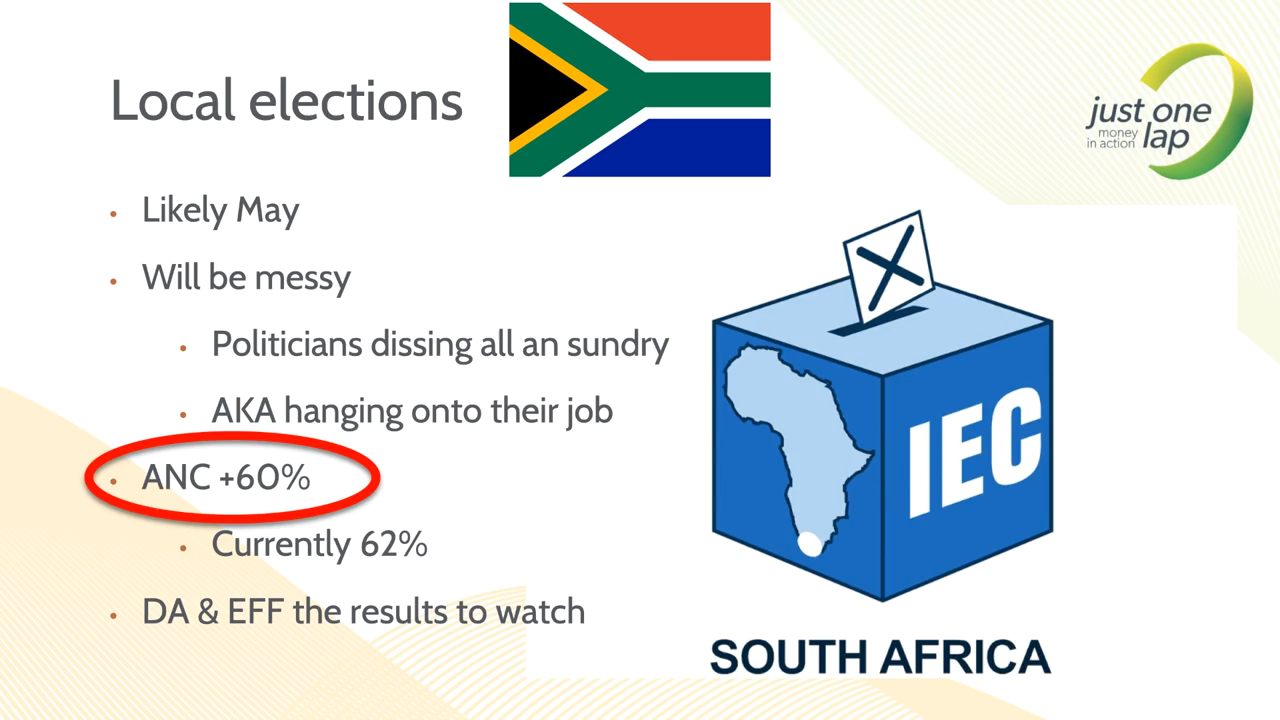 Local elections
just one
money
in action lap
Likely May
Will be messy
Politicians dissing all an sundry
AKA hanging onto their job
ANC +60%
Currently 62%
DA & EFF the results to watch
IEC
SOUTH AFRICA